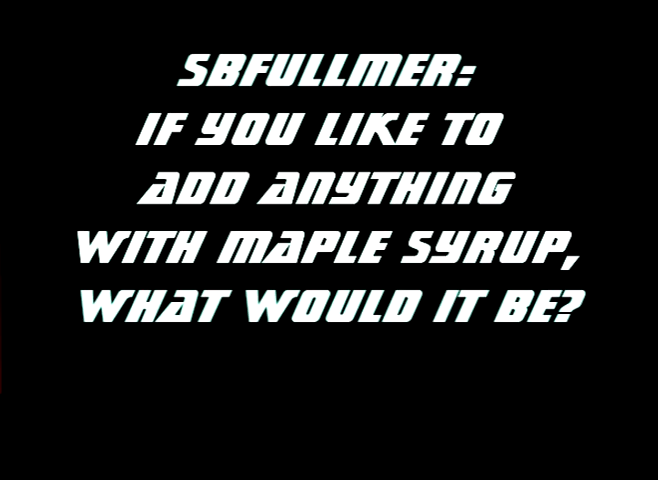 SBFULLMER:
IF YOU LIKE TO
ADD ANYTHING
WITH MAPLE SYRUP,
WHAT WOULD IT BE?